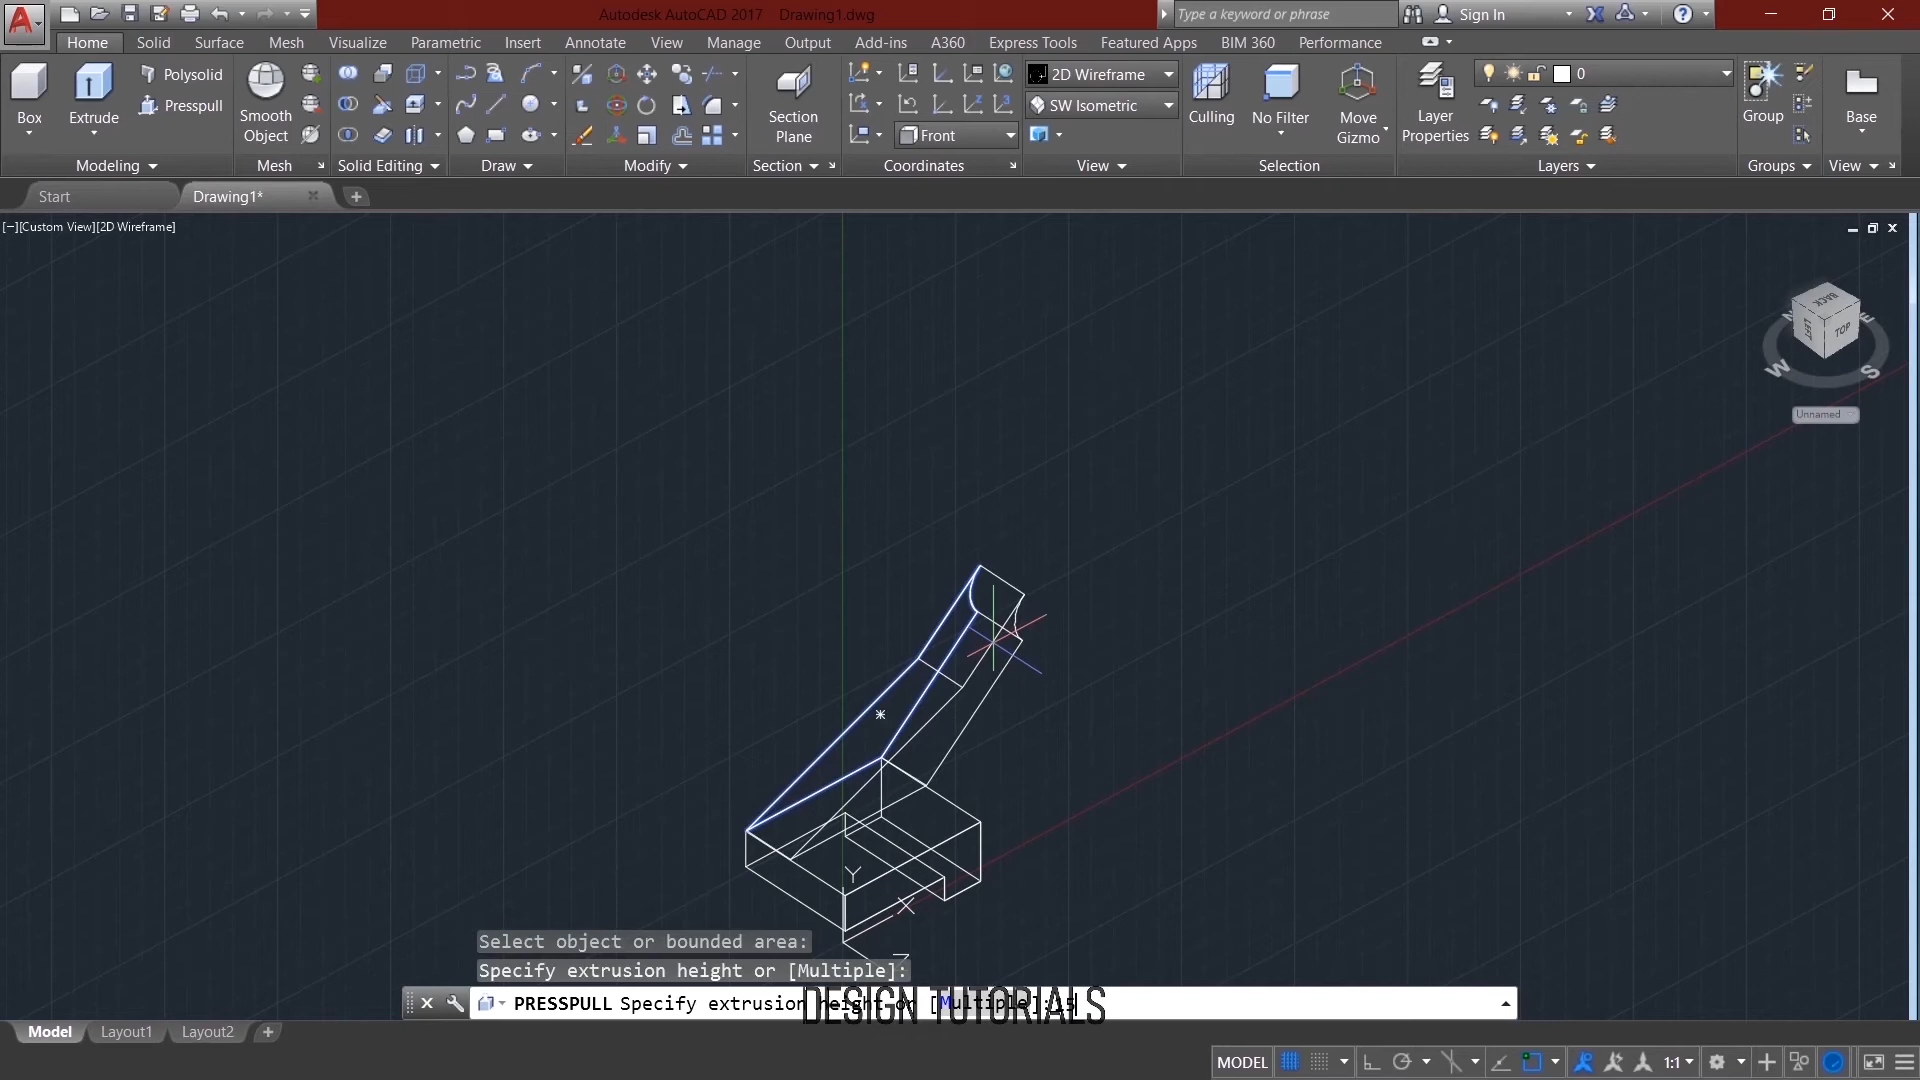 Autodesk AutoCAD 2017 Drawing1.dwg
Type a keyword or phrase
Sign In
Home Solid Surface Mesh Visualize Parametric Insert Annotate View Manage Output Add-ins A360 Express Tools Featured Apps BIM 360 Performance
Box
Extrude
Polysolid
Presspull
Smooth Object
Section Plane
Front
2D Wireframe
SW Isometric
Culling
No Filter
Move Gizmo
Layer Properties
0
Group
Base
Modeling Mesh Solid Editing Draw Modify Section Coordinates View Selection Layers Groups View
Start
Drawing1*
[−][Custom View][2D Wireframe]
BACK
LEFT
TOP
W
S
E
Unnamed
Y
X
Select object or bounded area:
Specify extrusion height or [Multiple]:
PRESSPULL Specify extrusion height or [Multiple]:
DESIGN TUTORIALS
Model Layout1 Layout2
MODEL
1:1